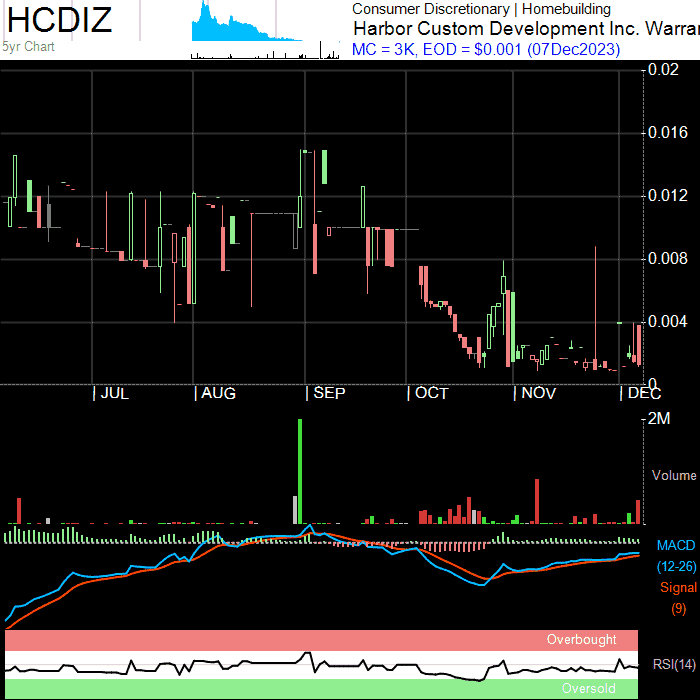 HCDIZ
5yr Chart
Consumer Discretionary | Homebuilding
Harbor Custom Development Inc. Warra
MC = 3K, EOD = $0.001 (07Dec2023)
0.02
0.016
0.012
0.008
0.004
0
JUL AUG SEP OCT NOV DEC
2M
Volume
MACD
(12-26)
Signal
(9)
Overbought
RSI(14)
Oversold